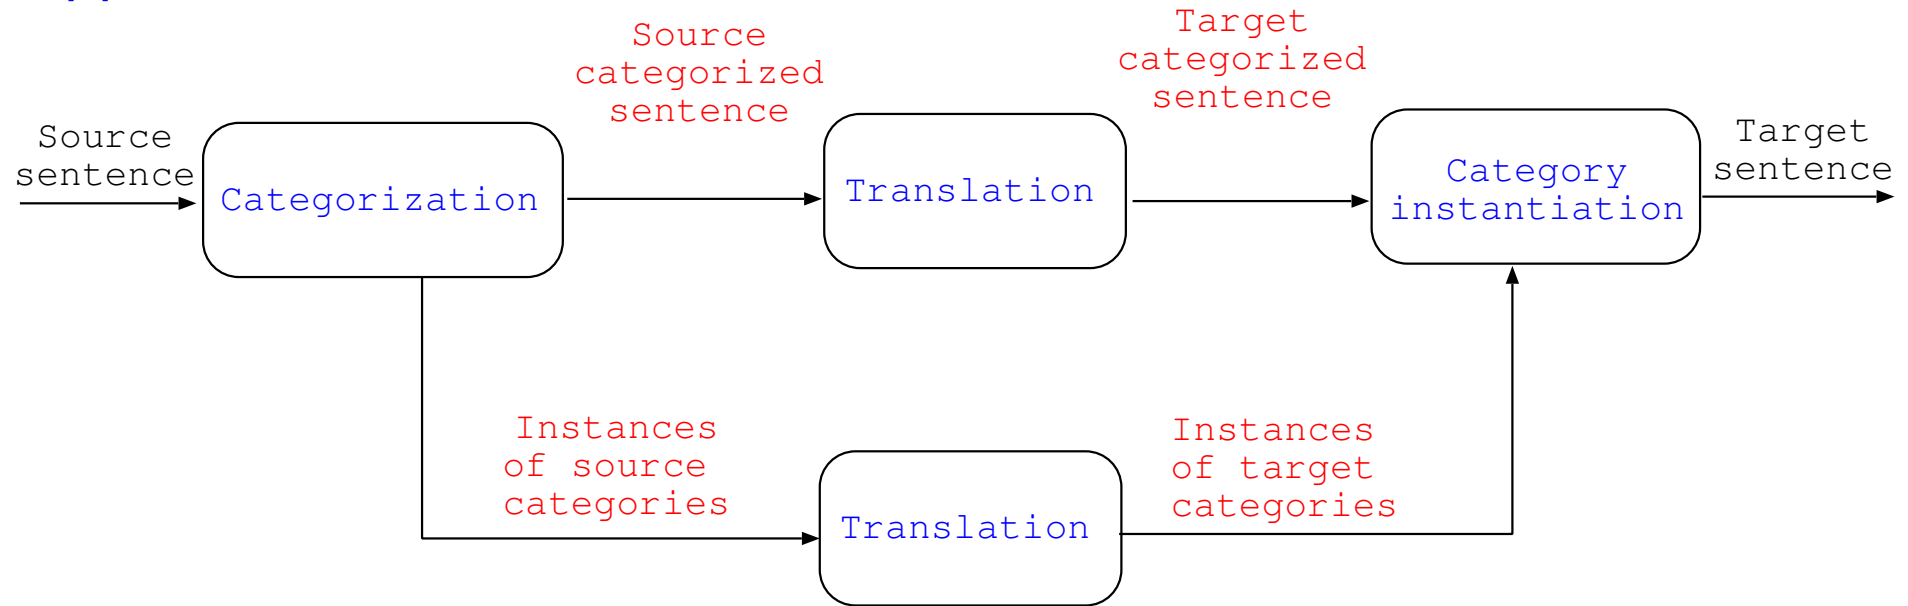 Source
categorized
sentence
Target
categorized
sentence
Source
sentence
Categorization
Translation
Category
instantiation
Target
sentence
Instances
of source
categories
Translation
Instances
of target
categories